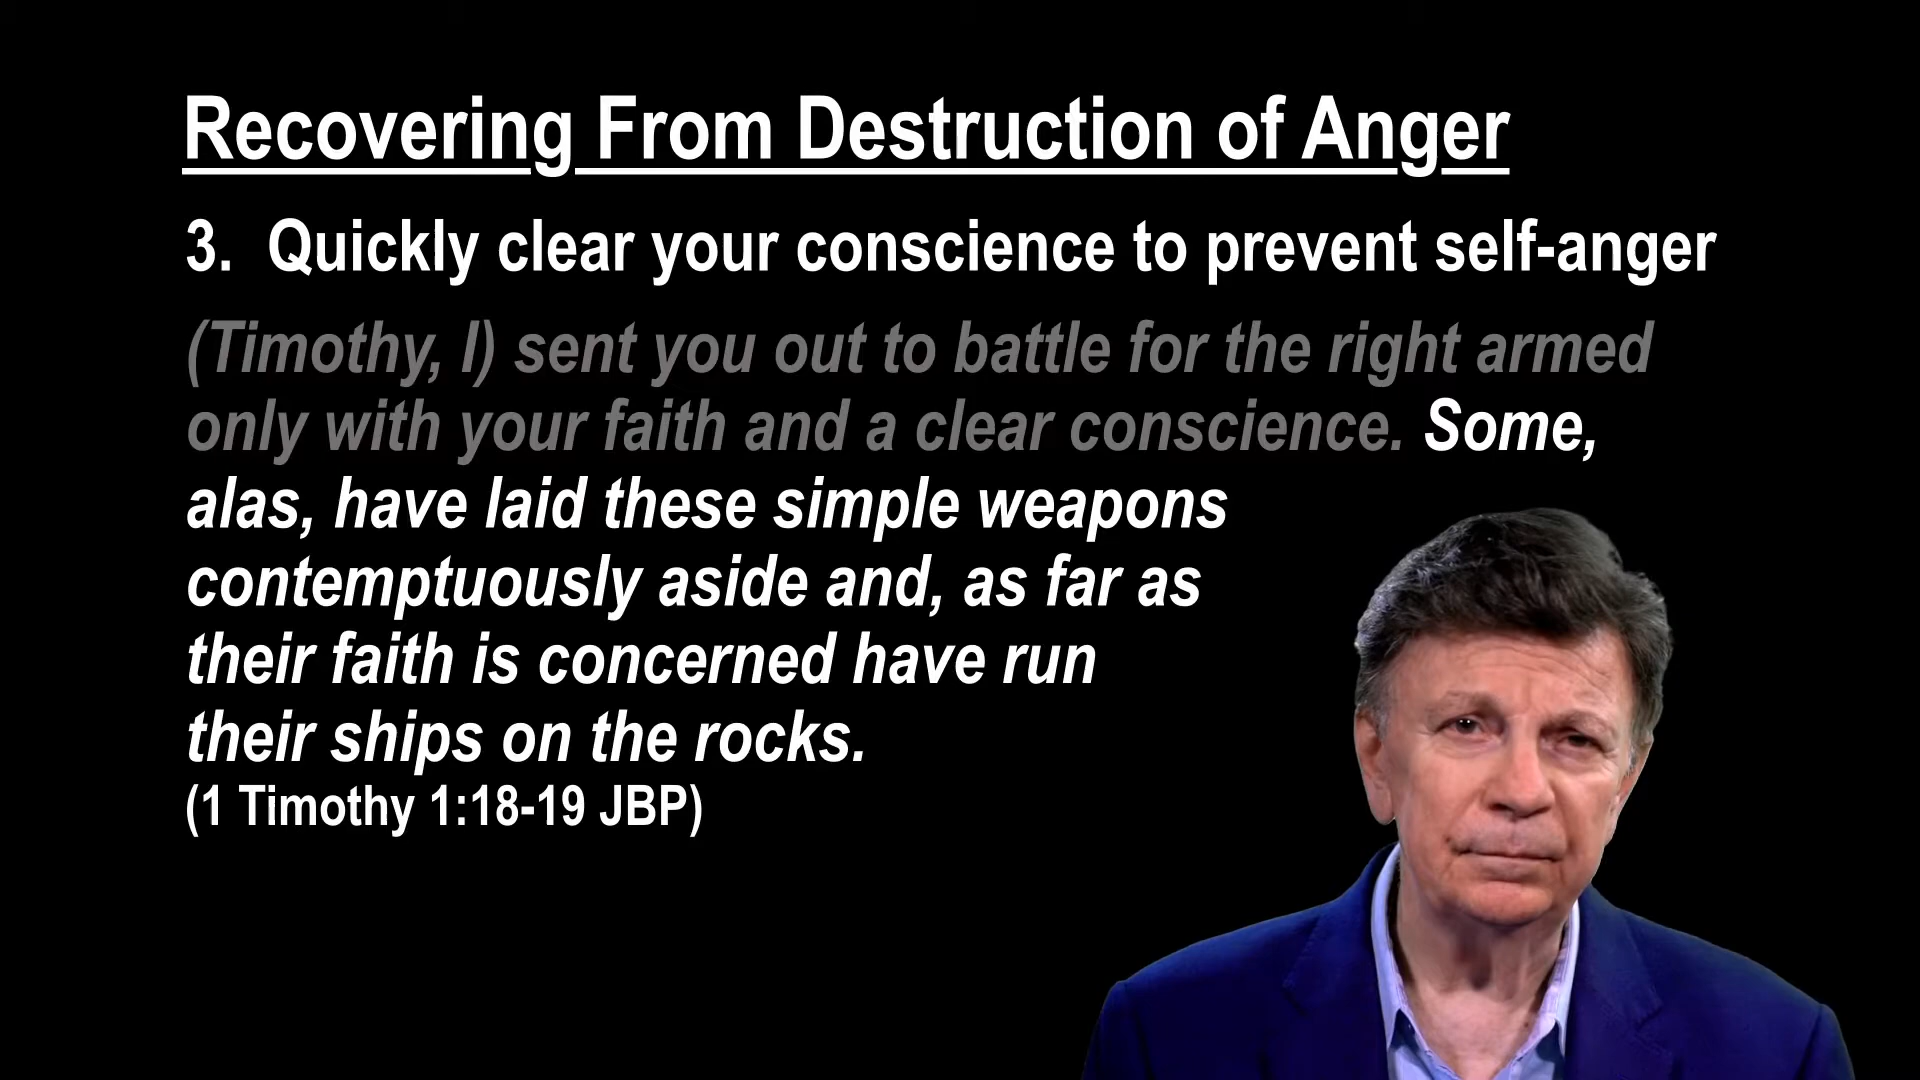 Recovering From Destruction of Anger
3. Quickly clear your conscience to prevent self-anger
(Timothy, I) sent you out to battle for the right armed
only with your faith and a clear conscience. Some,
alas, have laid these simple weapons
contemptuously aside and, as far as
their faith is concerned have run
their ships on the rocks.
(1 Timothy 1:18-19 JBP)